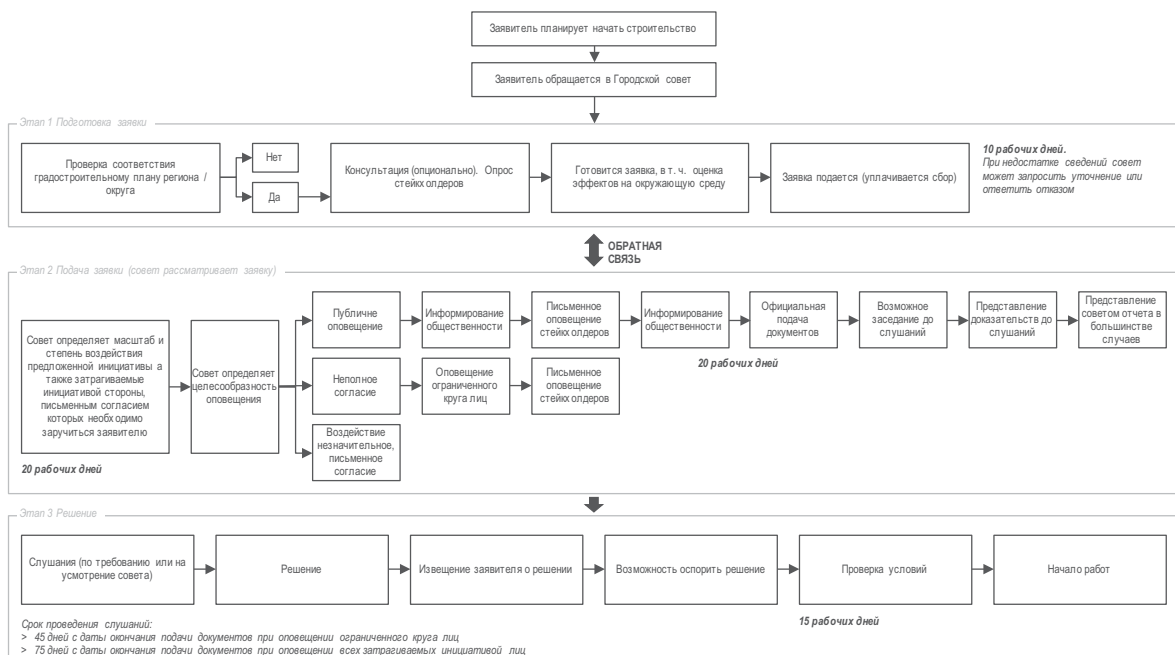 Заявитель планирует начать строительство
Заявитель обращается в Городской совет
Этап 1 Подготовка заявки
Проверка соответствия
градостроительному плану региона /
округа
Нет
Да
Консультация (опционально). Опрос
стейкхолдеров
Готовится заявка, в т. ч. оценка
эффектов на окружающую среду
Заявка подается (уплачивается сбор)
10 рабочих дней.
При недостатке сведений совет
может запросить уточнение или
ответить отказом
ОБРАТНАЯ
СВЯЗЬ
Этап 2 Подача заявки (совет рассматривает заявку)
Совет определяет масштаб и
степень воздействия
предложенной инициативы а
также затрагиваемые
инициативой стороны,
письменным согласием
которых необходимо
заручиться заявителю
20 рабочих дней
Совет определяет
целесообразность
оповещения
Публичне
оповещение
Информирование
общественности
Письменное
оповещение
стейкхолдеров
Информирование
общественности
Официальная
подача
документов
Возможное
заседание до
слушаний
Представление
доказательств до
слушаний
Представление
советом отчета в
большинстве
случаев
20 рабочих дней
Неполное
согласие
Оповещение
ограниченного
круга лиц
Письменное
оповещение
стейкхолдеров
Воздействие
незначительное,
письменное
согласие
Этап 3 Решение
Слушания (по требованию или на
усмотрение совета)
Решение
Извещение заявителя о решении
Возможность оспорить решение
Проверка условий
Начало работ
15 рабочих дней
Срок проведения слушаний:
> 45 дней с даты окончания подачи документов при оповещении ограниченного круга лиц
> 75 дней с даты окончания подачи документов при оповещении всех затрагиваемых инициативой лиц